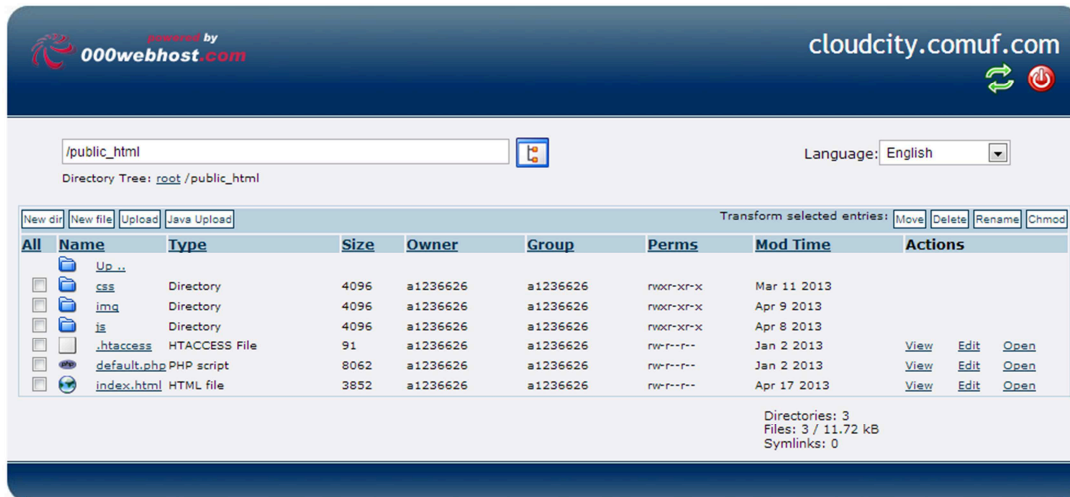 powered by
000webhost.com
cloudcity.comuf.com
/public_html
Language: English
Directory Tree: root /public_html
New dir New file Upload Java Upload Transform selected entries: Move Delete Rename Chmod
All Name Type Size Owner Group Perms Mod Time Actions
Up ..
css Directory 4096 a1236626 a1236626 rwxr-xr-x Mar 11 2013
img Directory 4096 a1236626 a1236626 rwxr-xr-x Apr 9 2013
js Directory 4096 a1236626 a1236626 rwxr-xr-x Apr 8 2013
.htaccess HTACCESS File 91 a1236626 a1236626 rw-r--r-- Jan 2 2013 View Edit Open
default.php PHP script 8062 a1236626 a1236626 rw-r--r-- Jan 2 2013 View Edit Open
index.html HTML file 3852 a1236626 a1236626 rw-r--r-- Apr 17 2013 View Edit Open
Directories: 3
Files: 3 / 11.72 kB
Symlinks: 0